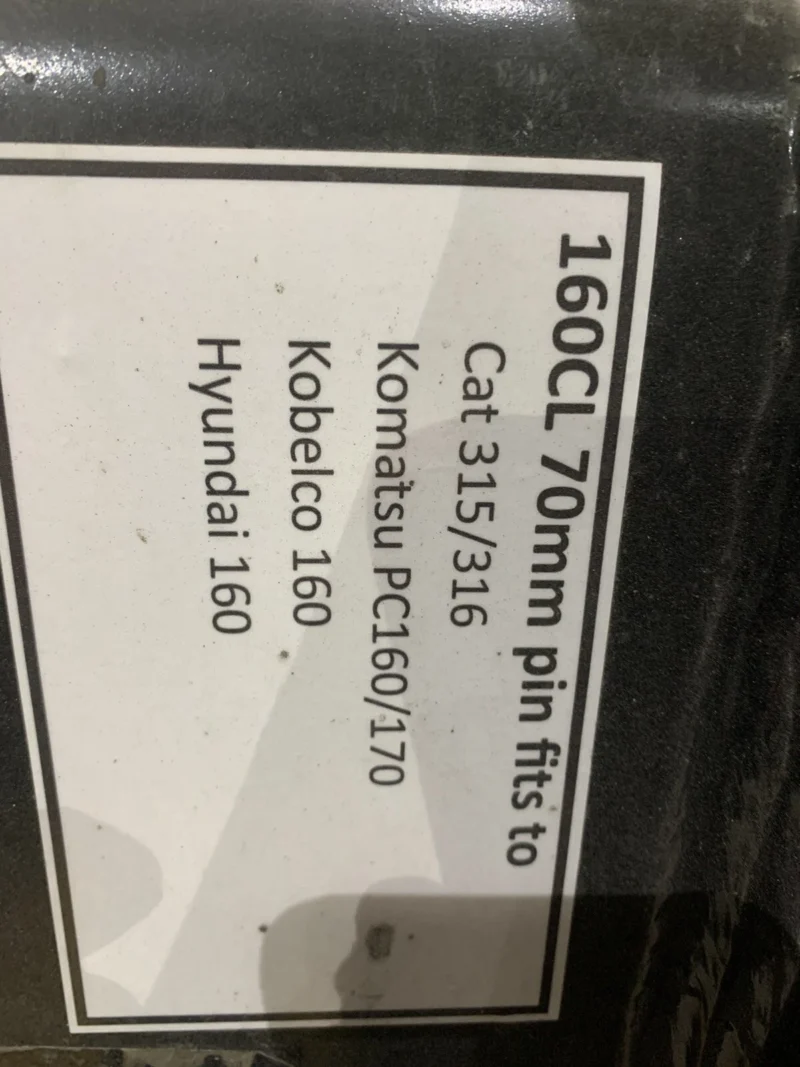 160CL 70mm pin fits to
Cat 315/316
Komatsu PC160/170
Kobelco 160
Hyundai 160